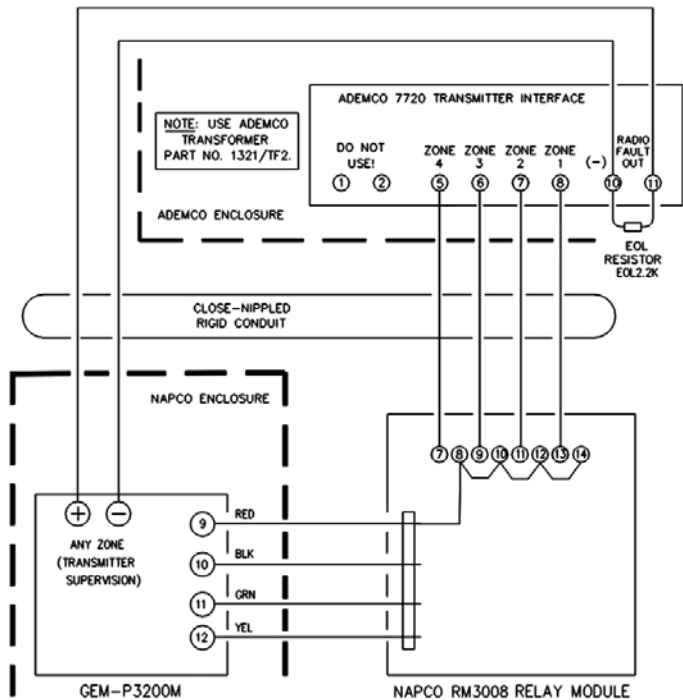 ADEMCO 7720 TRANSMITTER INTERFACE
NOTE: USE ADEMCO
TRANSFORMER
PART NO. 1321/TF2.
DO NOT
USE!
ZONE
4
ZONE
3
ZONE
2
ZONE
1
(-)
RADIO
FAULT
OUT
1 2 5 6 7 8 10 11
ADEMCO ENCLOSURE
EOL
RESISTOR
EOL2.2K
CLOSE-NIPPLED
RIGID CONDUIT
NAPCO ENCLOSURE
7 8 9 10 11 12 13 14
+ −
ANY ZONE
(TRANSMITTER
SUPERVISION)
9 RED
10 BLK
11 GRN
12 YEL
GEM-P3200M
NAPCO RM3008 RELAY MODULE